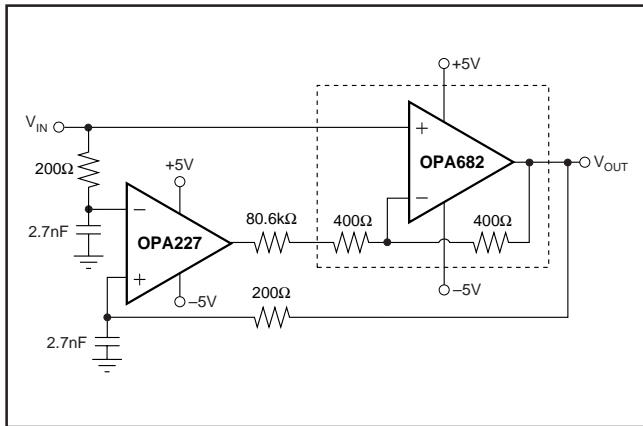 +5V
V_IN
OPA682
V_OUT
+
−
200Ω
+5V
OPA227
−
+
80.6kΩ
400Ω
400Ω
2.7nF
−5V
−5V
200Ω
2.7nF